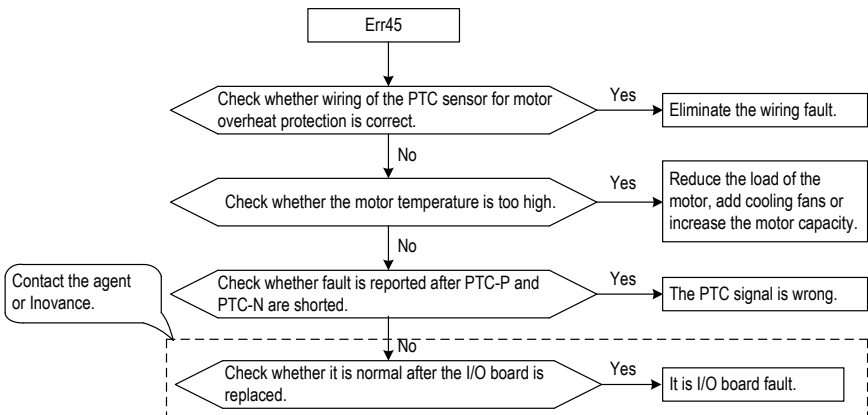 Err45
Check whether wiring of the PTC sensor for motor
overheat protection is correct.
Yes
Eliminate the wiring fault.
No
Check whether the motor temperature is too high.
Yes
Reduce the load of the
motor, add cooling fans or
increase the motor capacity.
No
Contact the agent
or Inovance.
Check whether fault is reported after PTC-P and
PTC-N are shorted.
Yes
The PTC signal is wrong.
No
Check whether it is normal after the I/O board is
replaced.
Yes
It is I/O board fault.